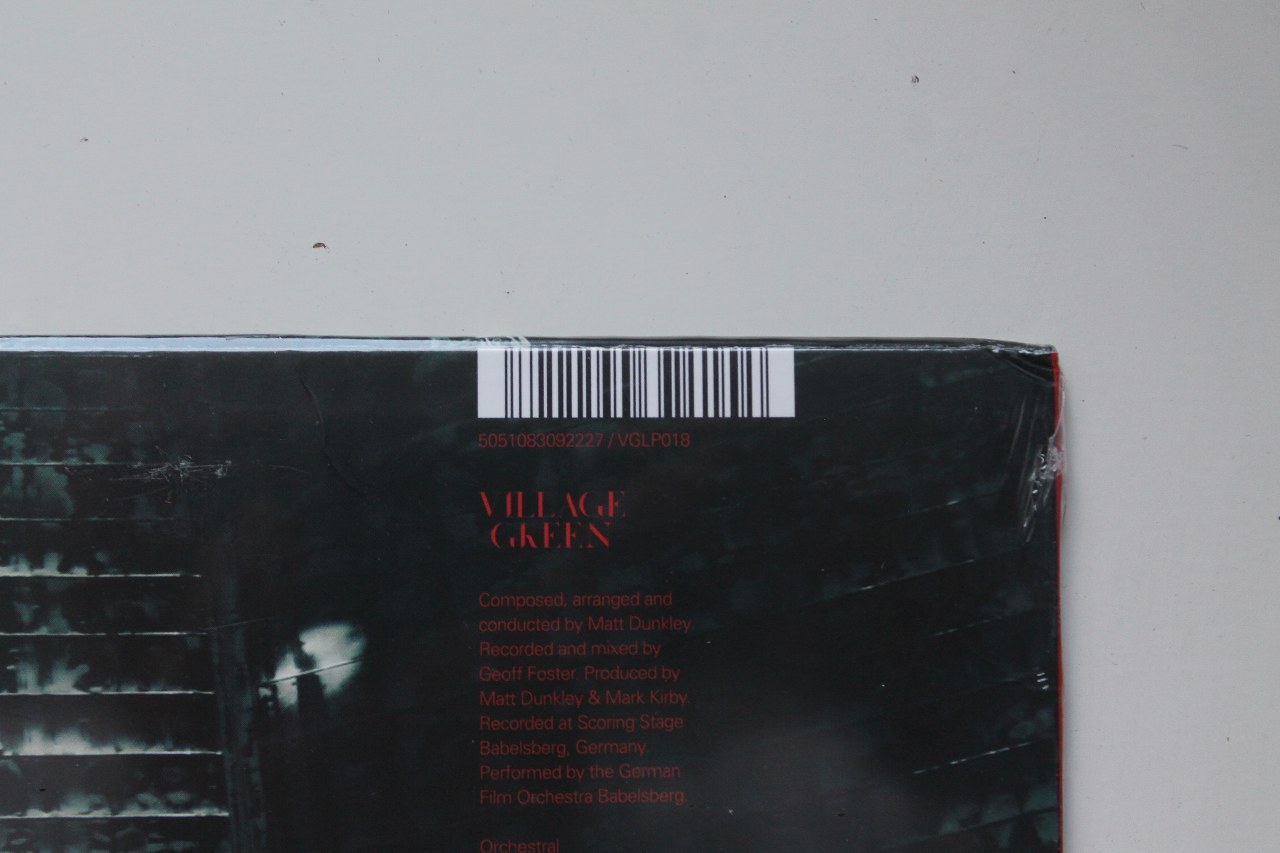 5051083092227 / VGLP018
VILLAGE
GREEN
Composed, arranged and
conducted by Matt Dunkley.
Recorded and mixed by
Geoff Foster. Produced by
Matt Dunkley & Mark Kirby.
Recorded at Scoring Stage
Babelsberg, Germany.
Performed by the German
Film Orchestra Babelsberg.
Orchestral